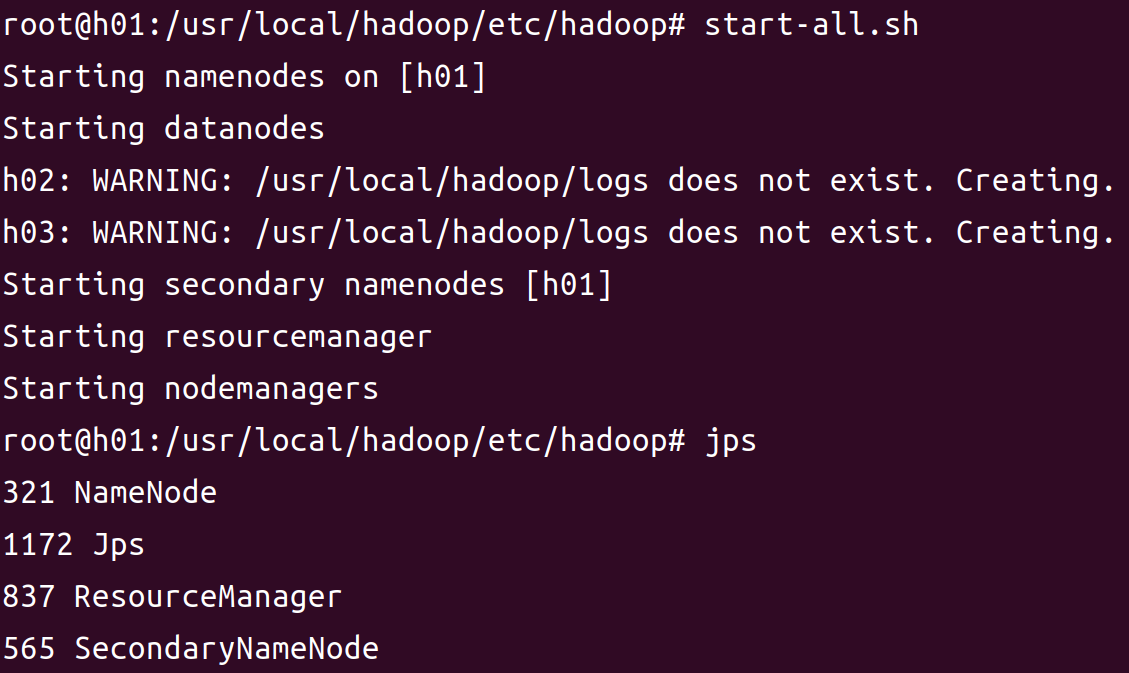 root@h01:/usr/local/hadoop/etc/hadoop# start-all.sh
Starting namenodes on [h01]
Starting datanodes
h02: WARNING: /usr/local/hadoop/logs does not exist. Creating.
h03: WARNING: /usr/local/hadoop/logs does not exist. Creating.
Starting secondary namenodes [h01]
Starting resourcemanager
Starting nodemanagers
root@h01:/usr/local/hadoop/etc/hadoop# jps
321 NameNode
1172 Jps
837 ResourceManager
565 SecondaryNameNode